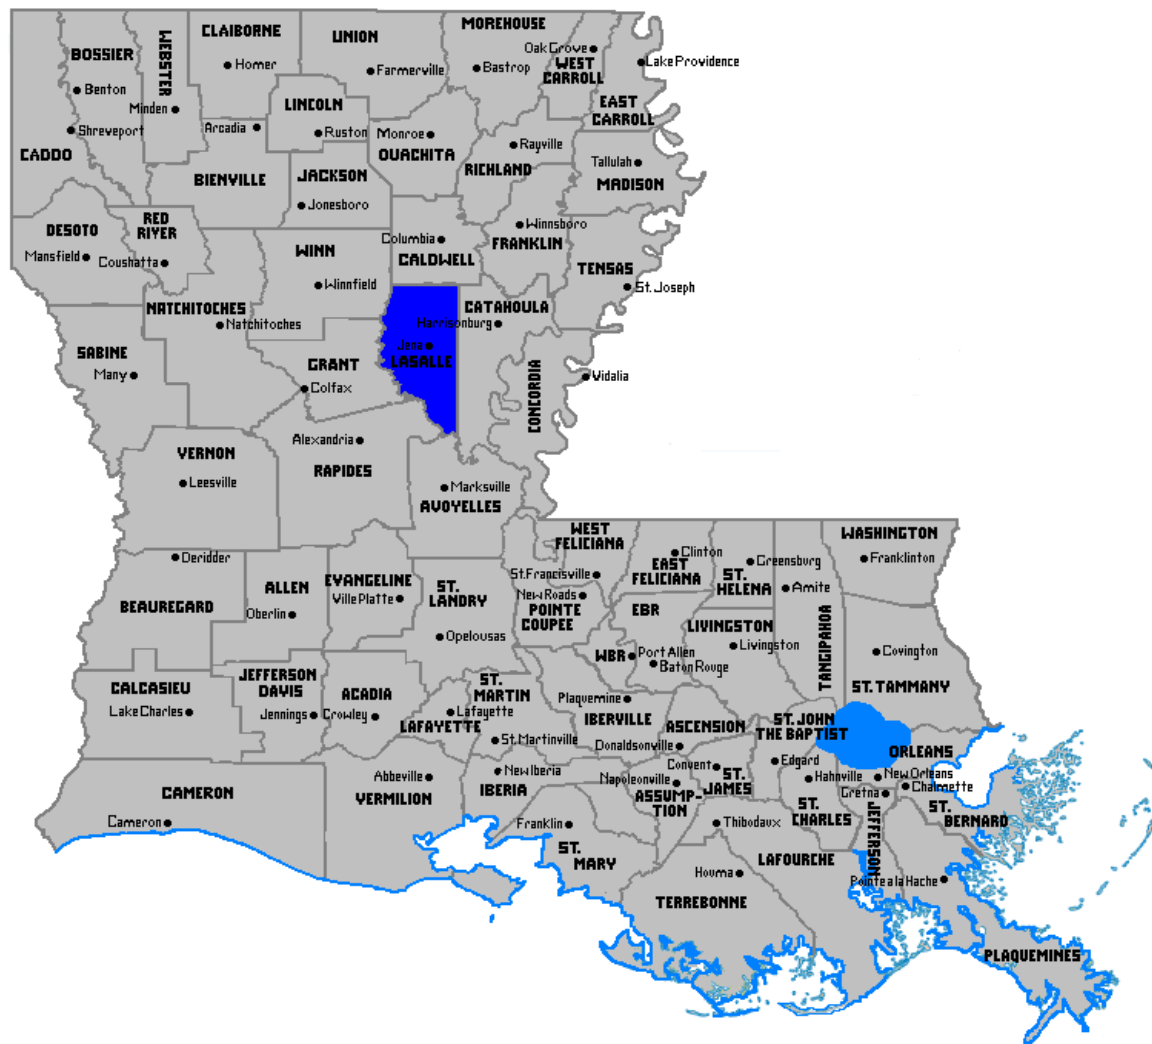 MOREHOUSE
CLAIBORNE
UNION
WEBSTER
BOSSIER
Oak Grove
WEST
CARROLL
Lake Providence
Homer
Farmerville
Bastrop
Benton
Minden
LINCOLN
EAST
CARROLL
Shreveport
Arcadia
Ruston
Monroe
OUACHITA
Rayville
CADDO
RICHLAND
Tallulah
MADISON
BIENVILLE
JACKSON
Jonesboro
RED
RIVER
DESOTO
Winnsboro
FRANKLIN
Columbia
CALDWELL
WINN
Mansfield
Coushatta
TENSAS
St. Joseph
Winnfield
NATCHITOCHES
CATAHOULA
Natchitoches
Harrisonburg
Jena
LASALLE
SABINE
Many
GRANT
Colfax
Vidalia
CONCORDIA
Alexandria
VERNON
RAPIDES
Leesville
Marksville
AVOYELLES
WEST
FELICIANA
WASHINGTON
Clinton
EAST
FELICIANA
Franklinton
Deridder
Greensburg
ST.
HELENA
St. Francisville
Amite
ALLEN
EVANGELINE
Ville Platte
ST.
LANDRY
New Roads
POINTE
COUPEE
BEAUREGARD
Oberlin
EBR
LIVINGSTON
Livingston
Opelousas
TANGIPAHOA
WBR
Port Allen
Baton Rouge
Covington
JEFFERSON
DAVIS
ST.
MARTIN
CALCASIEU
ACADIA
ST. TAMMANY
Plaquemine
IBERVILLE
Lake Charles
Jennings
Crowley
Lafayette
LAFAYETTE
ASCENSION
ST. JOHN
THE BAPTIST
St. Martinville
Donaldsonville
ORLEANS
Convent
Edgard
New Iberia
IBERIA
Abbeville
VERMILION
Napoleonville
ASSUMP-
TION
ST.
JAMES
Hahnville
New Orleans
Chalmette
Gretna
CAMERON
Cameron
Franklin
ST.
MARY
Thibodaux
ST.
CHARLES
JEFFERSON
ST.
BERNARD
LAFOURCHE
Houma
Pointe a la Hache
TERREBONNE
PLAQUEMINES